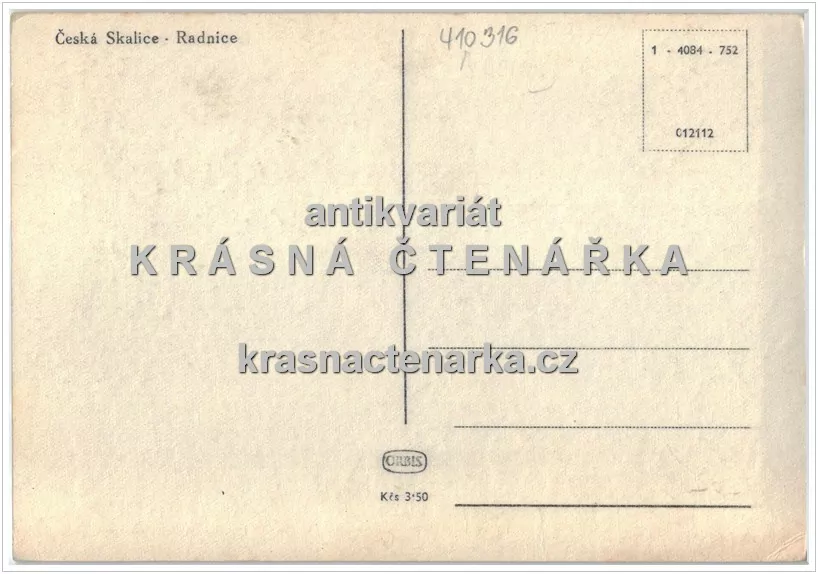 Česká Skalice - Radnice
410316
1 - 4084 - 752
012112
antikvariát
KRÁSNÁ ČTENÁŘKA
krasnactenarka.cz
ORBIS
Kčs 3·50